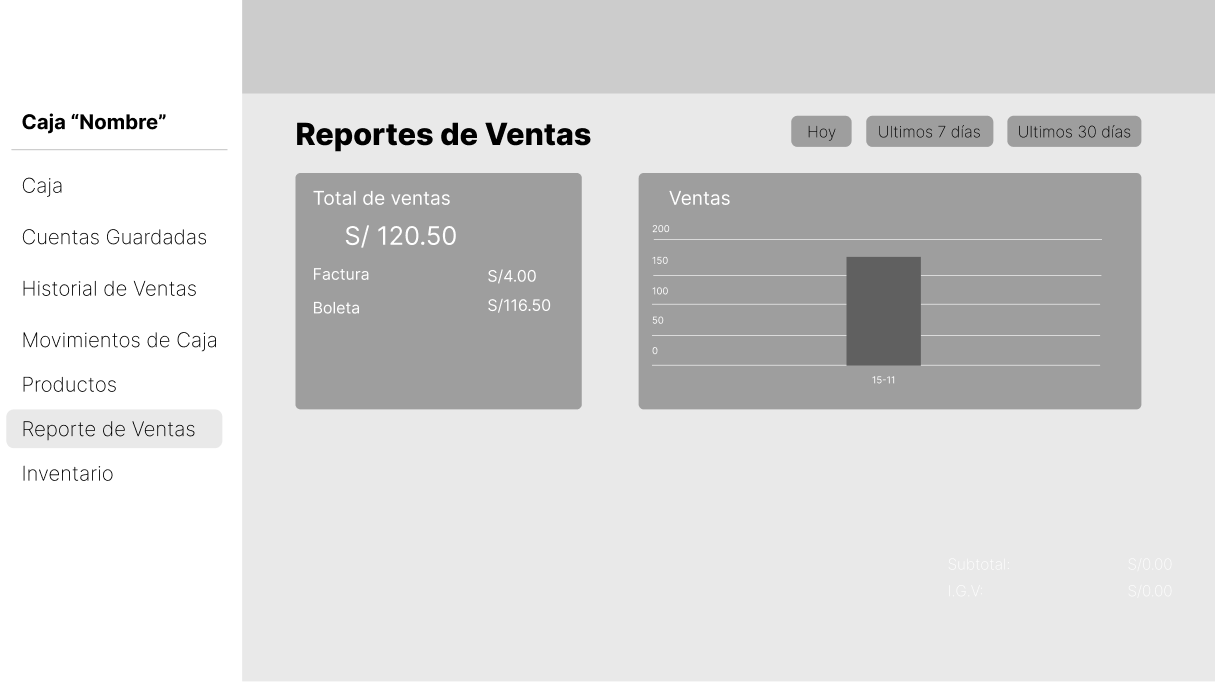 Caja “Nombre”
Caja
Cuentas Guardadas
Historial de Ventas
Movimientos de Caja
Productos
Reporte de Ventas
Inventario
Reportes de Ventas
Hoy
Ultimos 7 días
Ultimos 30 días
Total de ventas
S/ 120.50
Factura S/4.00
Boleta S/116.50
Ventas
200
150
100
50
0
15-11
Subtotal: S/0.00
I.G.V: S/0.00